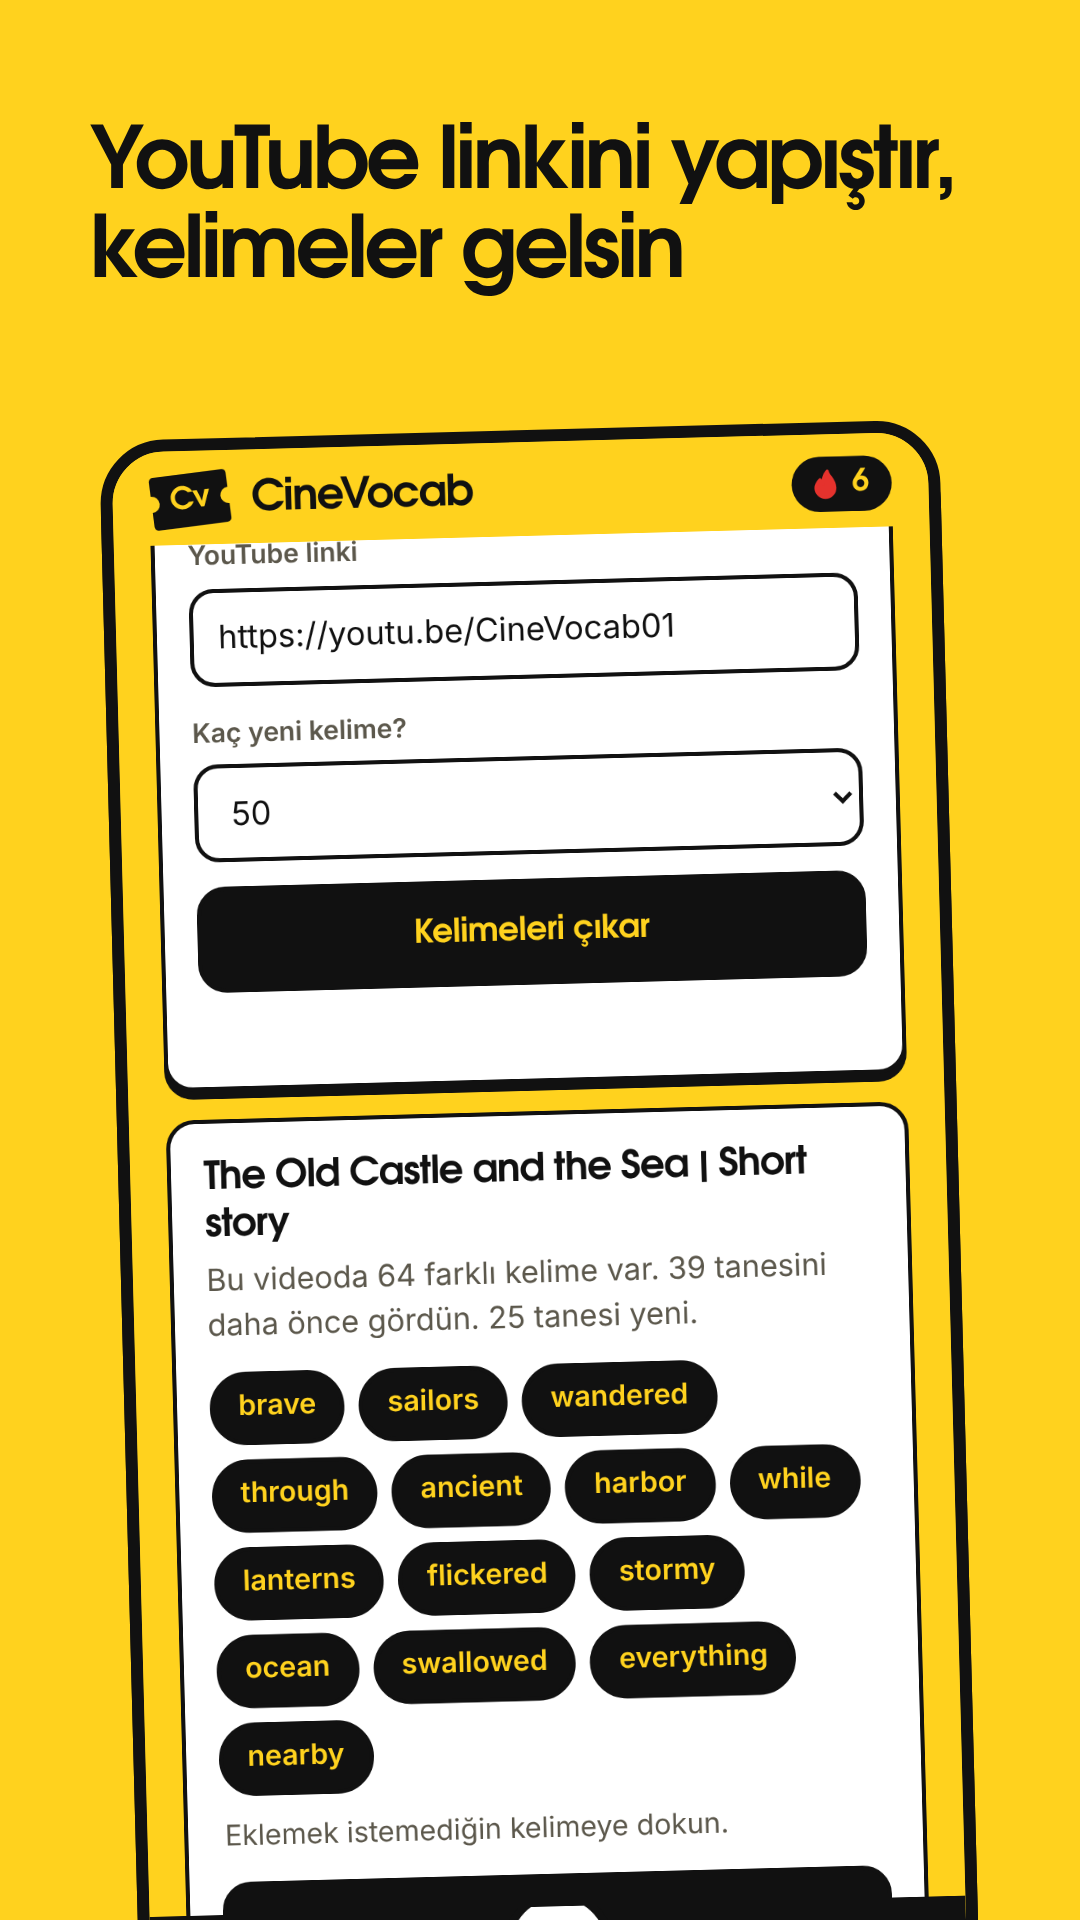 YouTube linkini yapıştır,
kelimeler gelsin
Cv CineVocab 6
YouTube linki
https://youtu.be/CineVocab01
Kaç yeni kelime?
50
Kelimeleri çıkar
The Old Castle and the Sea | Short
story
Bu videoda 64 farklı kelime var. 39 tanesini
daha önce gördün. 25 tanesi yeni.
brave sailors wandered
through ancient harbor while
lanterns flickered stormy
ocean swallowed everything
nearby
Eklemek istemediğin kelimeye dokun.